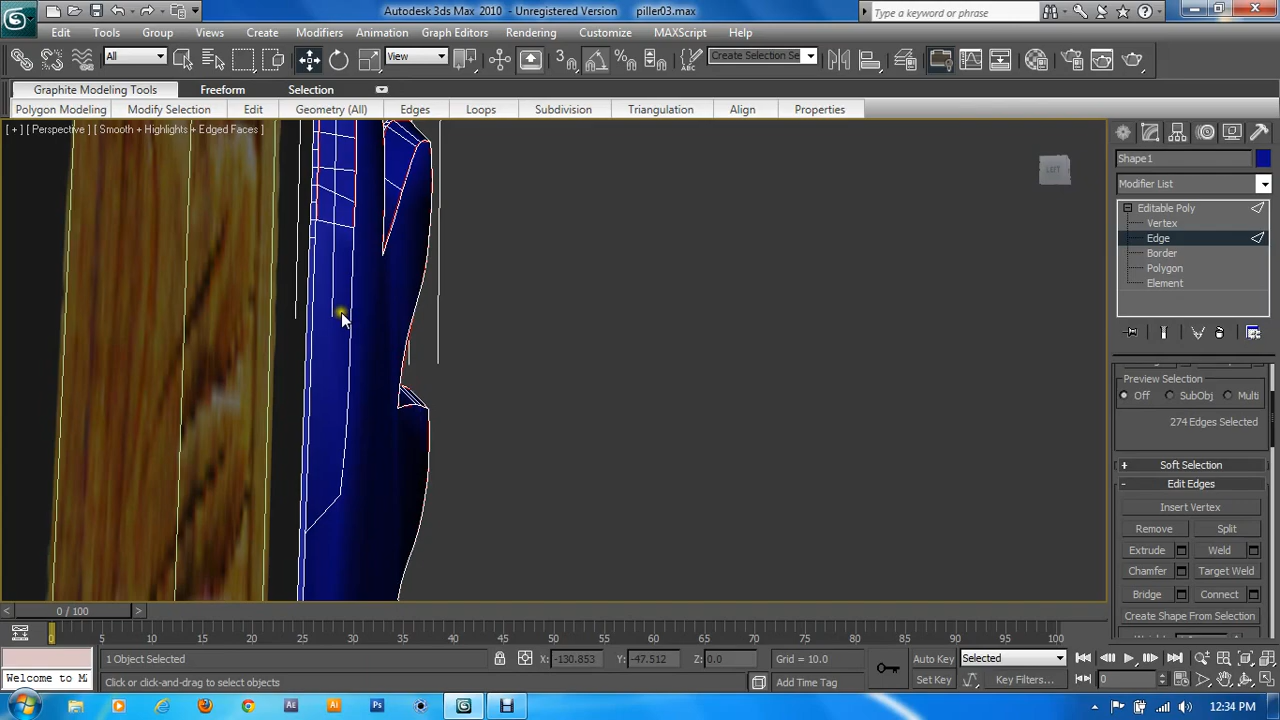 Autodesk 3ds Max 2010 - Unregistered Version piller03.max
Type a keyword or phrase
Edit Tools Group Views Create Modifiers Animation Graph Editors Rendering Customize MAXScript Help
All View Create Selection Se
Graphite Modeling Tools Freeform Selection
Polygon Modeling Modify Selection Edit Geometry (All) Edges Loops Subdivision Triangulation Align Properties
[ + ] [ Perspective ] [ Smooth + Highlights + Edged Faces ]
LEFT
Shape1
Modifier List
Editable Poly
Vertex
Edge
Border
Polygon
Element
Preview Selection
Off SubObj Multi
274 Edges Selected
+ Soft Selection
- Edit Edges
Insert Vertex
Remove Split
Extrude Weld
Chamfer Target Weld
Bridge Connect
Create Shape From Selection
< 0 / 100 >
0 5 10 15 20 25 30 35 40 45 50 55 60 65 70 75 80 85 90 95 100
1 Object Selected X: -130.853 Y: -47.512 Z: 0.0 Grid = 10.0 Auto Key Selected
Welcome to M Click or click-and-drag to select objects Add Time Tag Set Key Key Filters... 0
12:34 PM